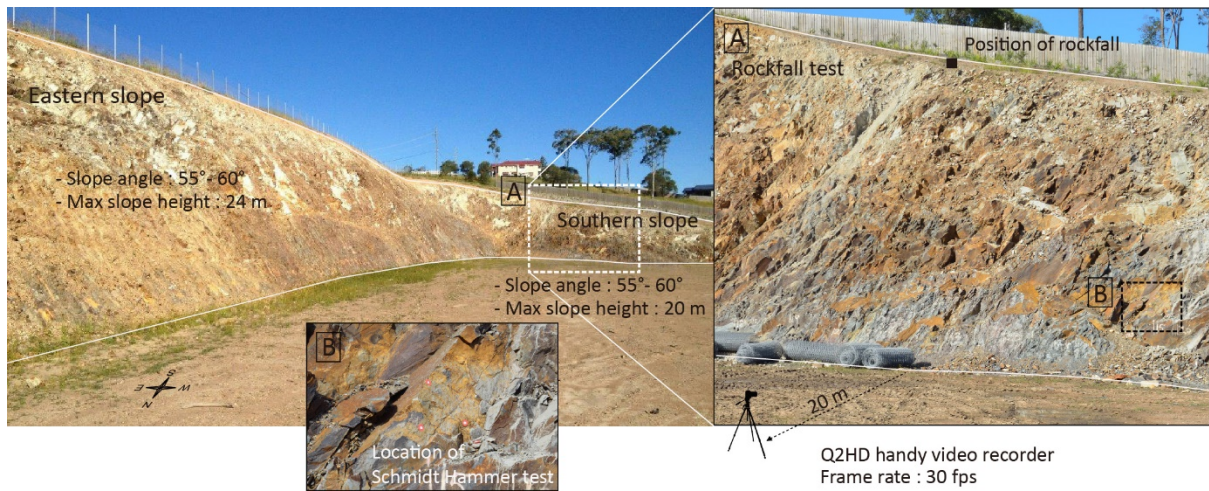 Eastern slope
- Slope angle : 55°- 60°
- Max slope height : 24 m
A
Southern slope
- Slope angle : 55°- 60°
- Max slope height : 20 m
S
E
W
N
B
Location of
Schmidt Hammer test
A
Position of rockfall
Rockfall test
B
20 m
Q2HD handy video recorder
Frame rate : 30 fps